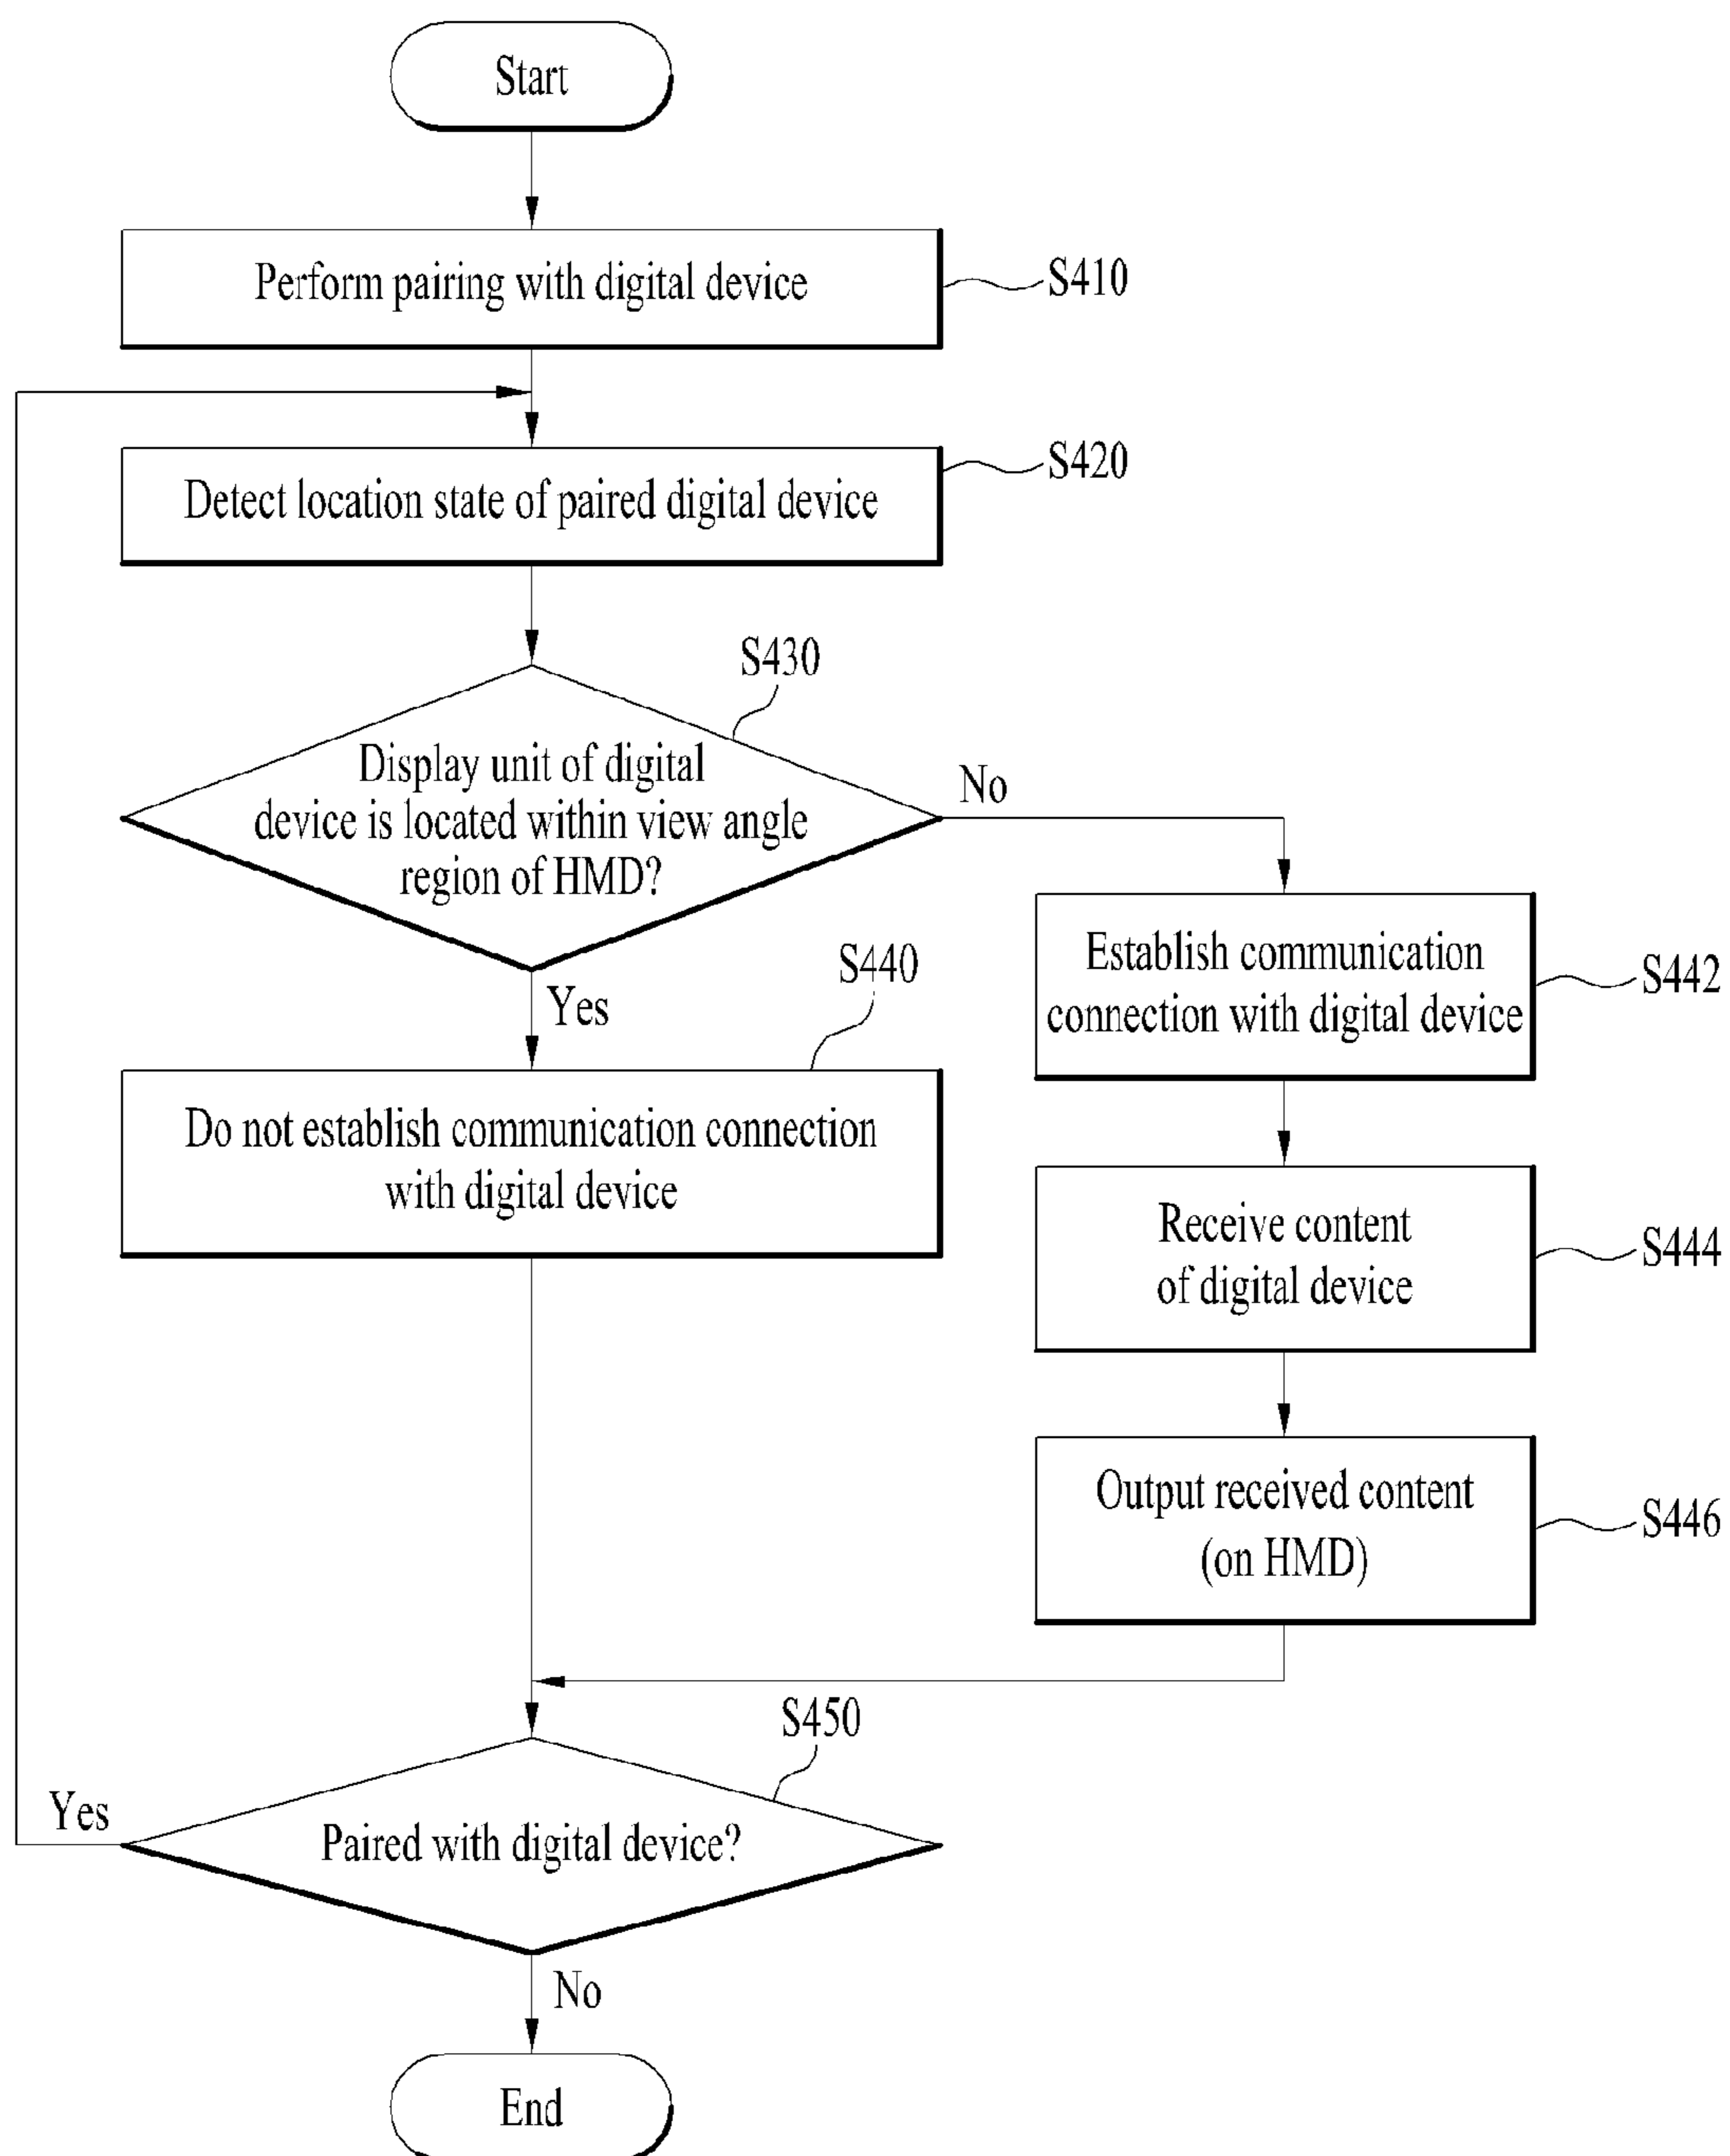 Start
Perform pairing with digital device
S410
Detect location state of paired digital device
S420
S430
Display unit of digital
device is located within view angle
region of HMD?
No
Yes
S440
Do not establish communication connection
with digital device
Establish communication
connection with digital device
S442
Receive content
of digital device
S444
Output received content
(on HMD)
S446
S450
Paired with digital device?
Yes
No
End